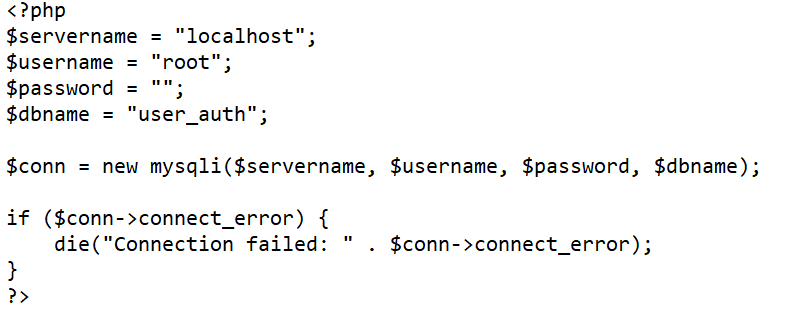 <?php
$servername = "localhost";
$username = "root";
$password = "";
$dbname = "user_auth";

$conn = new mysqli($servername, $username, $password, $dbname);

if ($conn->connect_error) {
    die("Connection failed: " . $conn->connect_error);
}
?>